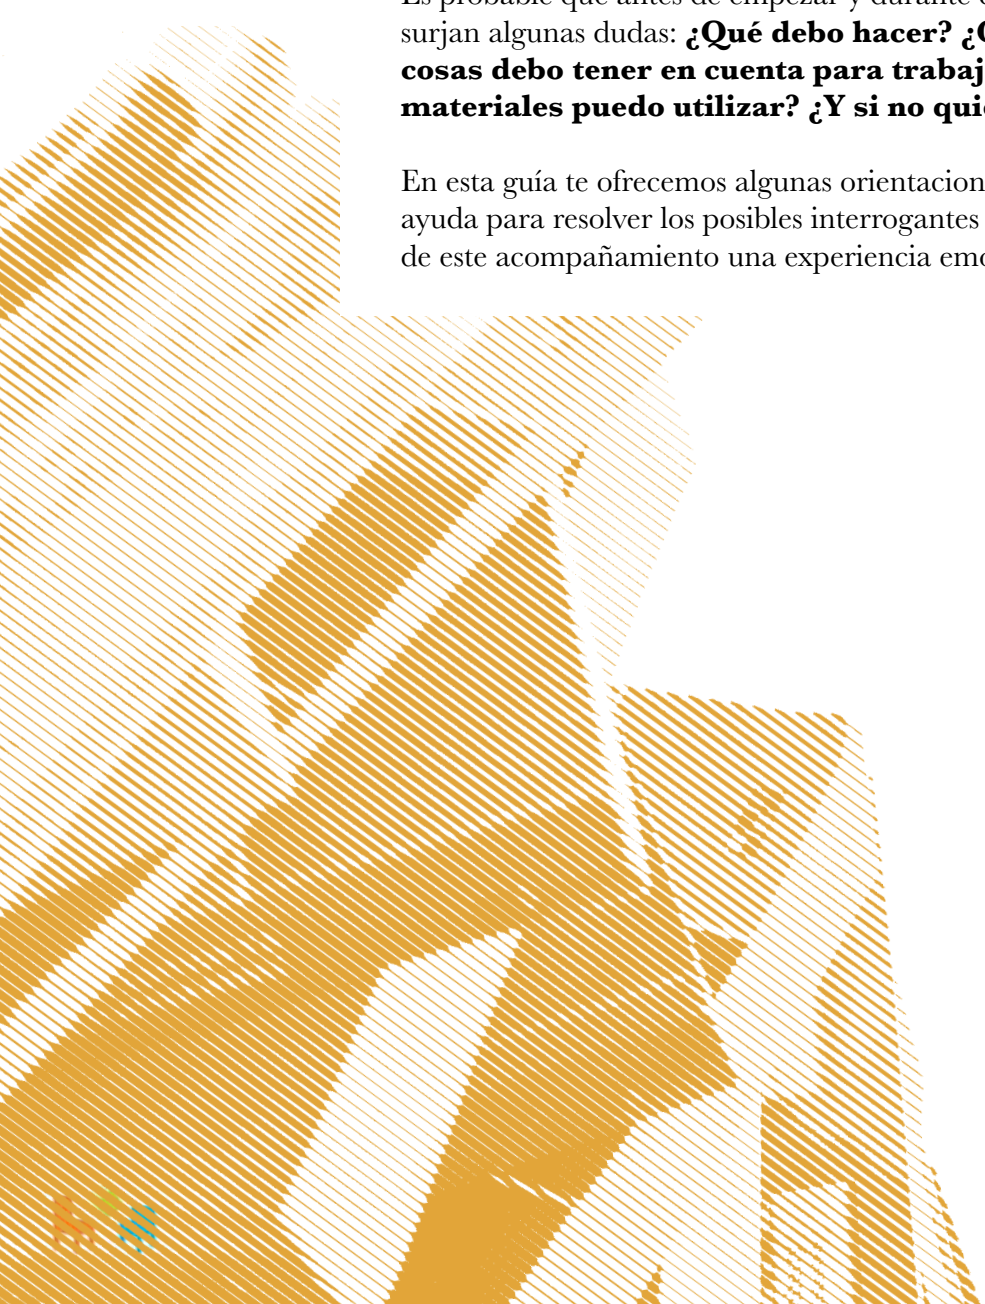 Es probable que antes de empezar y durante
surjan algunas dudas: ¿Qué debo hacer?
cosas debo tener en cuenta para
materiales puedo utilizar? ¿Y si no
En esta guía te ofrecemos algunas
ayuda para resolver los posibles interrogantes
de este acompañamiento una experiencia